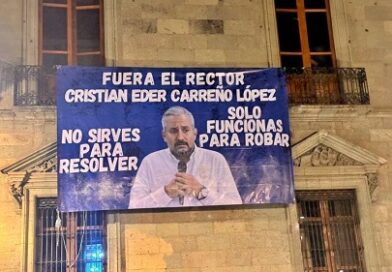 FUERA EL RECTOR
CRISTIAN EDER CARREÑO LÓPEZ
NO SIRVES
PARA
RESOLVER
SOLO
FUNCIONAS
PARA ROBAR